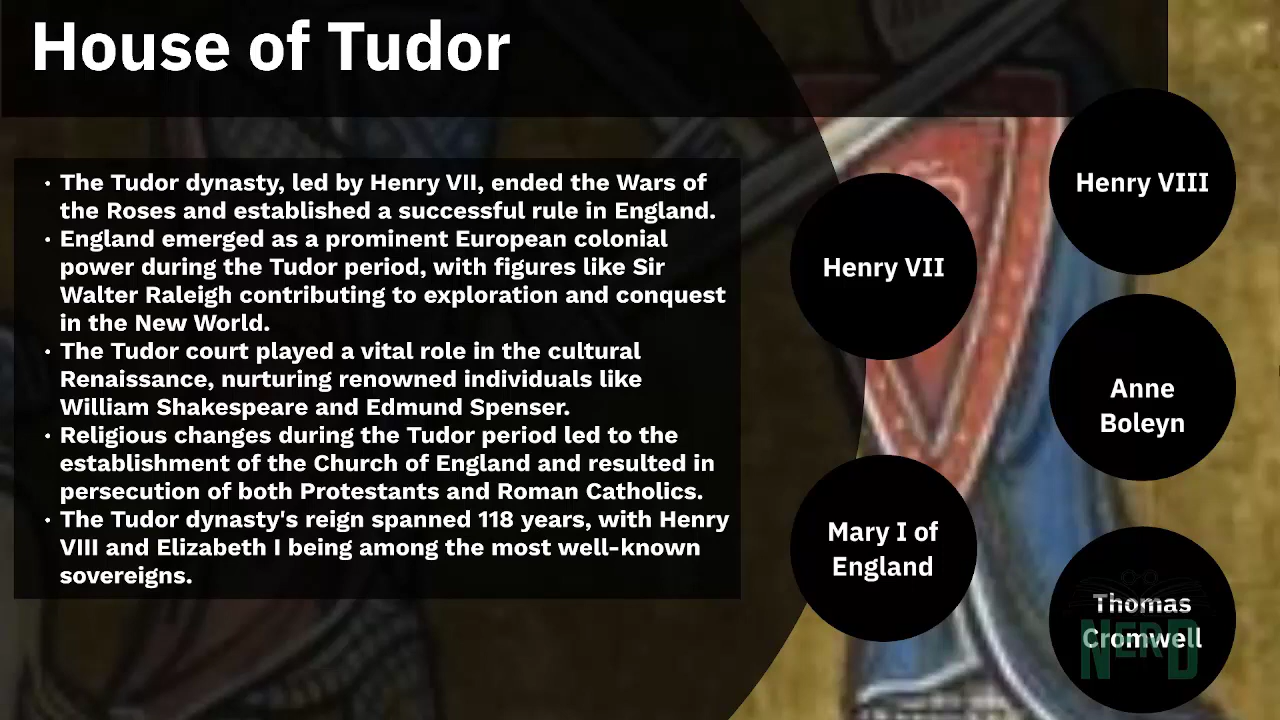 House of Tudor
• The Tudor dynasty, led by Henry VII, ended the Wars of
the Roses and established a successful rule in England.
• England emerged as a prominent European colonial
power during the Tudor period, with figures like Sir
Walter Raleigh contributing to exploration and conquest
in the New World.
• The Tudor court played a vital role in the cultural
Renaissance, nurturing renowned individuals like
William Shakespeare and Edmund Spenser.
• Religious changes during the Tudor period led to the
establishment of the Church of England and resulted in
persecution of both Protestants and Roman Catholics.
• The Tudor dynasty's reign spanned 118 years, with Henry
VIII and Elizabeth I being among the most well-known
sovereigns.
Henry VIII
Henry VII
Anne
Boleyn
Mary I of
England
Thomas
Cromwell
NERD